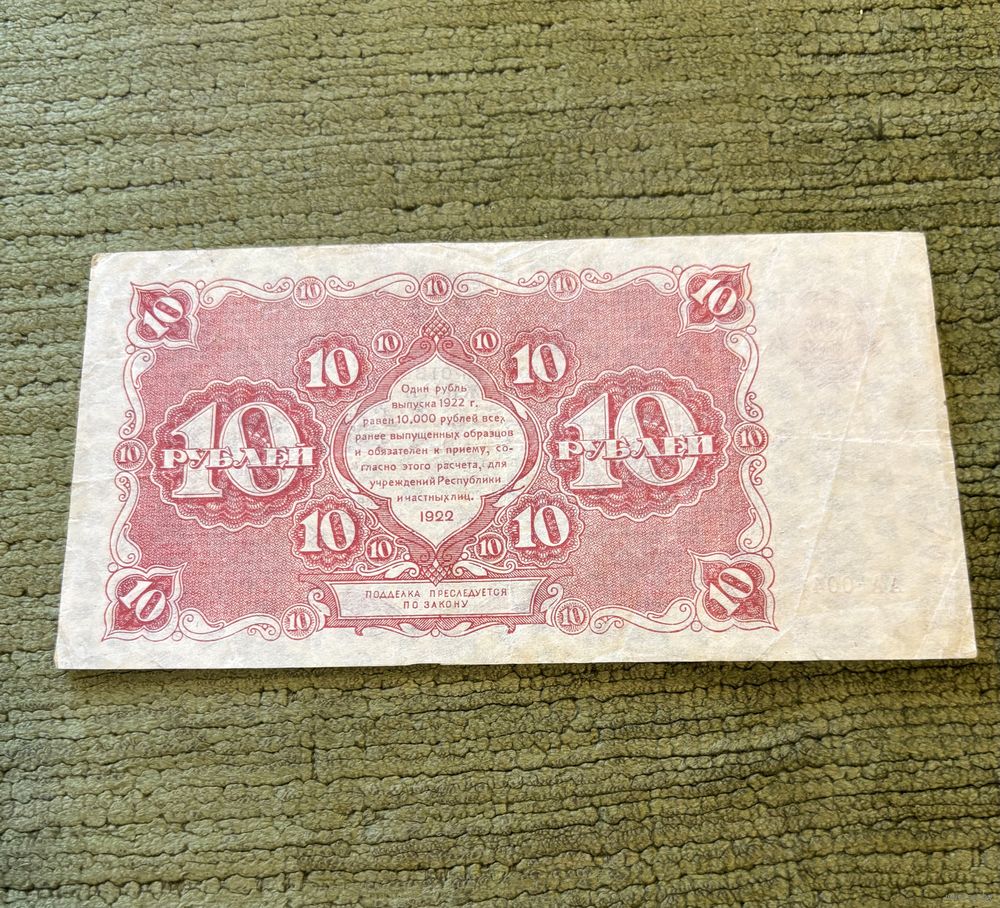 10 10 10 10 10
10 10 10 10
Один рубль
выпуска 1922 г.
равен 10,000 рублей всех
ранее выпущенных образцов
и обязателен к приему, со-
гласно этого расчета, для
учреждений Республики
и частных лиц.
1922
10 10 РУБЛЕЙ 10 РУБЛЕЙ 10
10 10 10 10
ПОДДЕЛКА ПРЕСЛЕДУЕТСЯ
ПО ЗАКОНУ
10 10 10 10